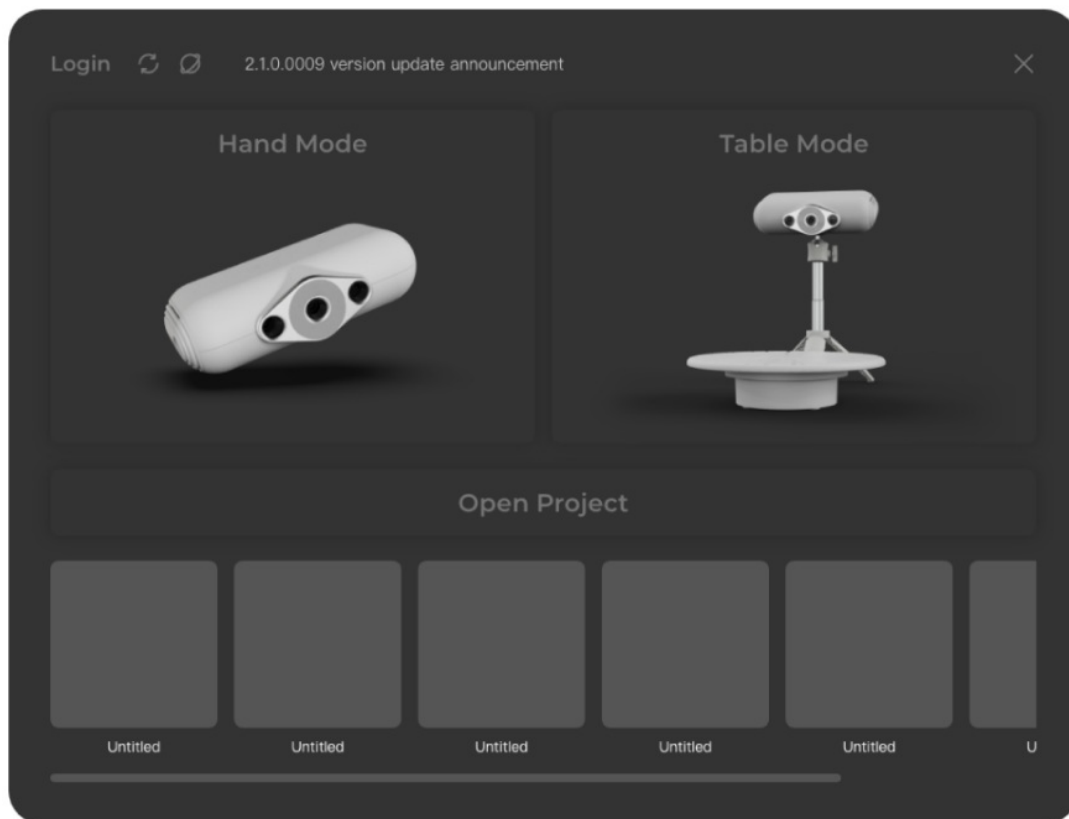 Login 2.1.0.0009 version update announcement
Hand Mode
Table Mode
Open Project
Untitled
Untitled
Untitled
Untitled
Untitled
U